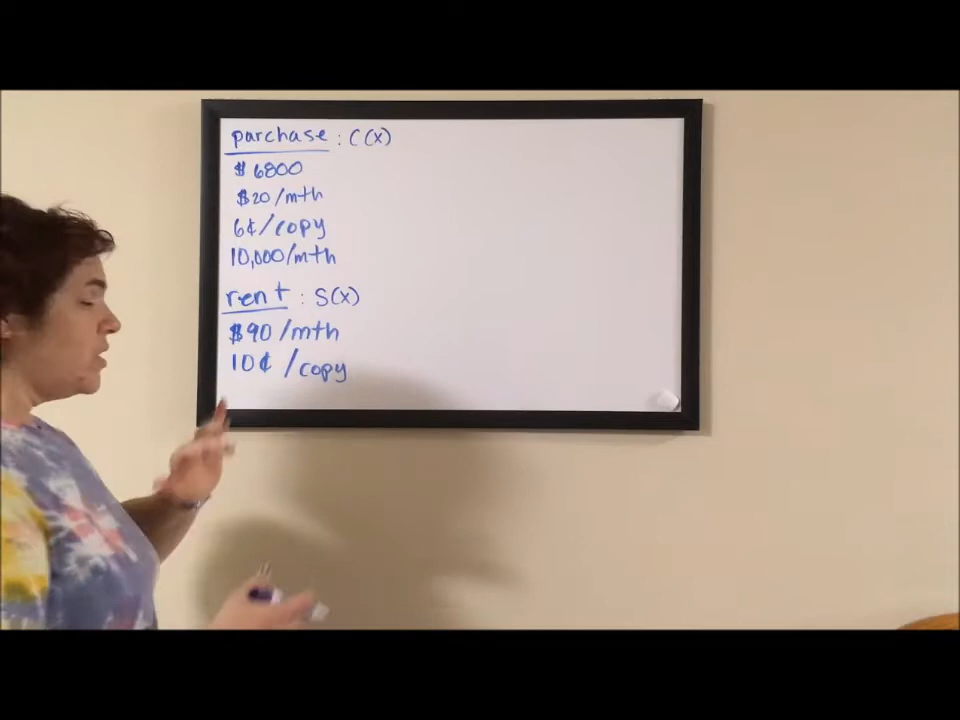 purchase : C(x)
$6800
$20/mth
6¢/copy
10,000/mth
rent : S(x)
$90/mth
10¢ /copy